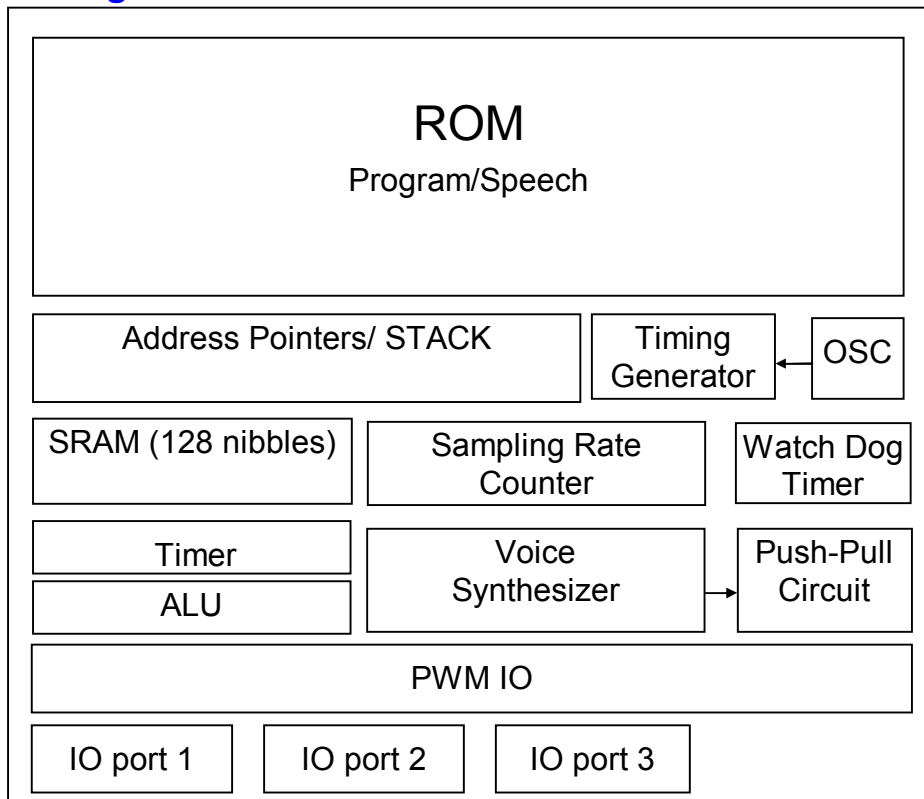 ROM
Program/Speech
Address Pointers/ STACK
Timing
Generator
OSC
SRAM (128 nibbles)
Sampling Rate
Counter
Watch Dog
Timer
Timer
ALU
Voice
Synthesizer
Push-Pull
Circuit
PWM IO
IO port 1
IO port 2
IO port 3